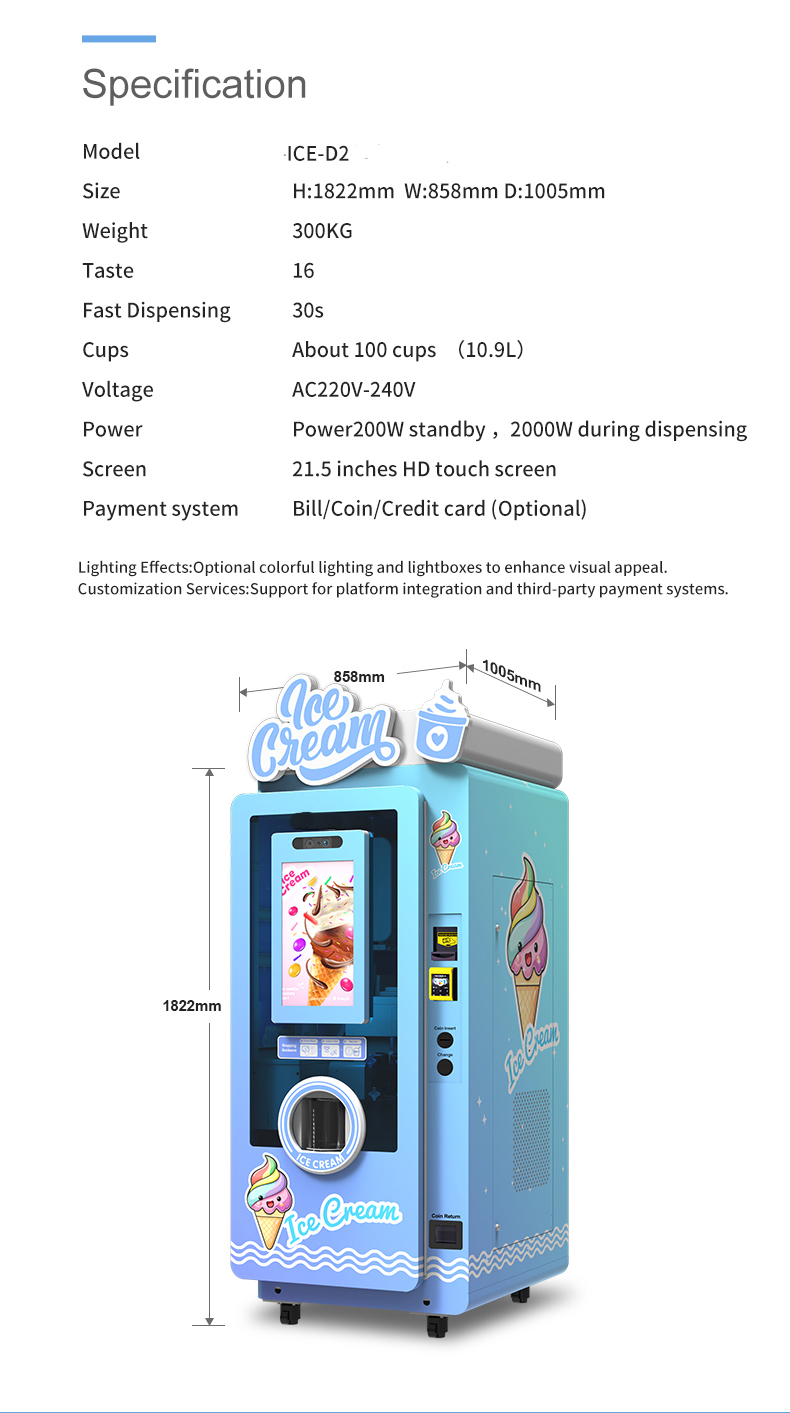 Specification
Model ICE-D2
Size H:1822mm W:858mm D:1005mm
Weight 300KG
Taste 16
Fast Dispensing 30s
Cups About 100 cups （10.9L）
Voltage AC220V-240V
Power Power200W standby，2000W during dispensing
Screen 21.5 inches HD touch screen
Payment system Bill/Coin/Credit card (Optional)
Lighting Effects:Optional colorful lighting and lightboxes to enhance visual appeal.
Customization Services:Support for platform integration and third-party payment systems.
858mm
1005mm
Ice
Cream
Ice Cream
Ice
Cream
1822mm
Coin Insert
Change
Ice Cream
ICE CREAM
Ice Cream
Coin Return